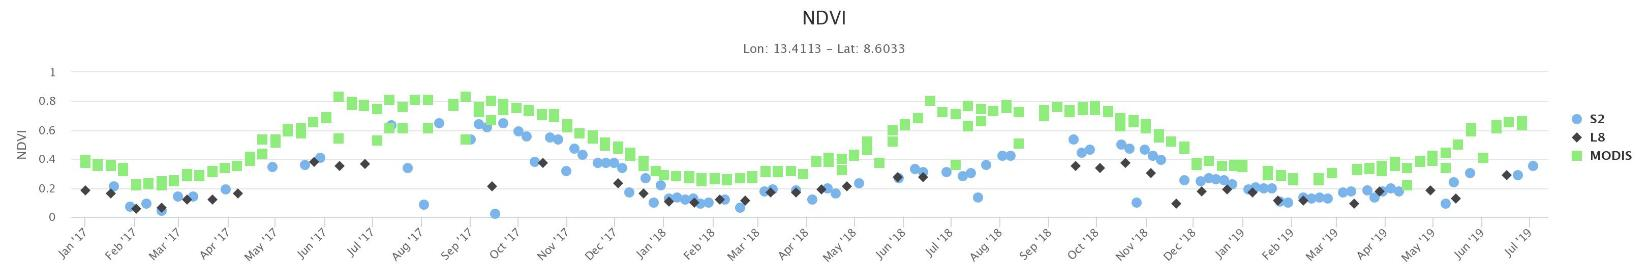 NDVI
Lon: 13.4113 – Lat: 8.6033
1
0.8
0.6
0.4
0.2
0
NDVI
S2
L8
MODIS
Jan '17
Feb '17
Mar '17
Apr '17
May '17
Jun '17
Jul '17
Aug '17
Sep '17
Oct '17
Nov '17
Dec '17
Jan '18
Feb '18
Mar '18
Apr '18
May '18
Jun '18
Jul '18
Aug '18
Sep '18
Oct '18
Nov '18
Dec '18
Jan '19
Feb '19
Mar '19
Apr '19
May '19
Jun '19
Jul '19